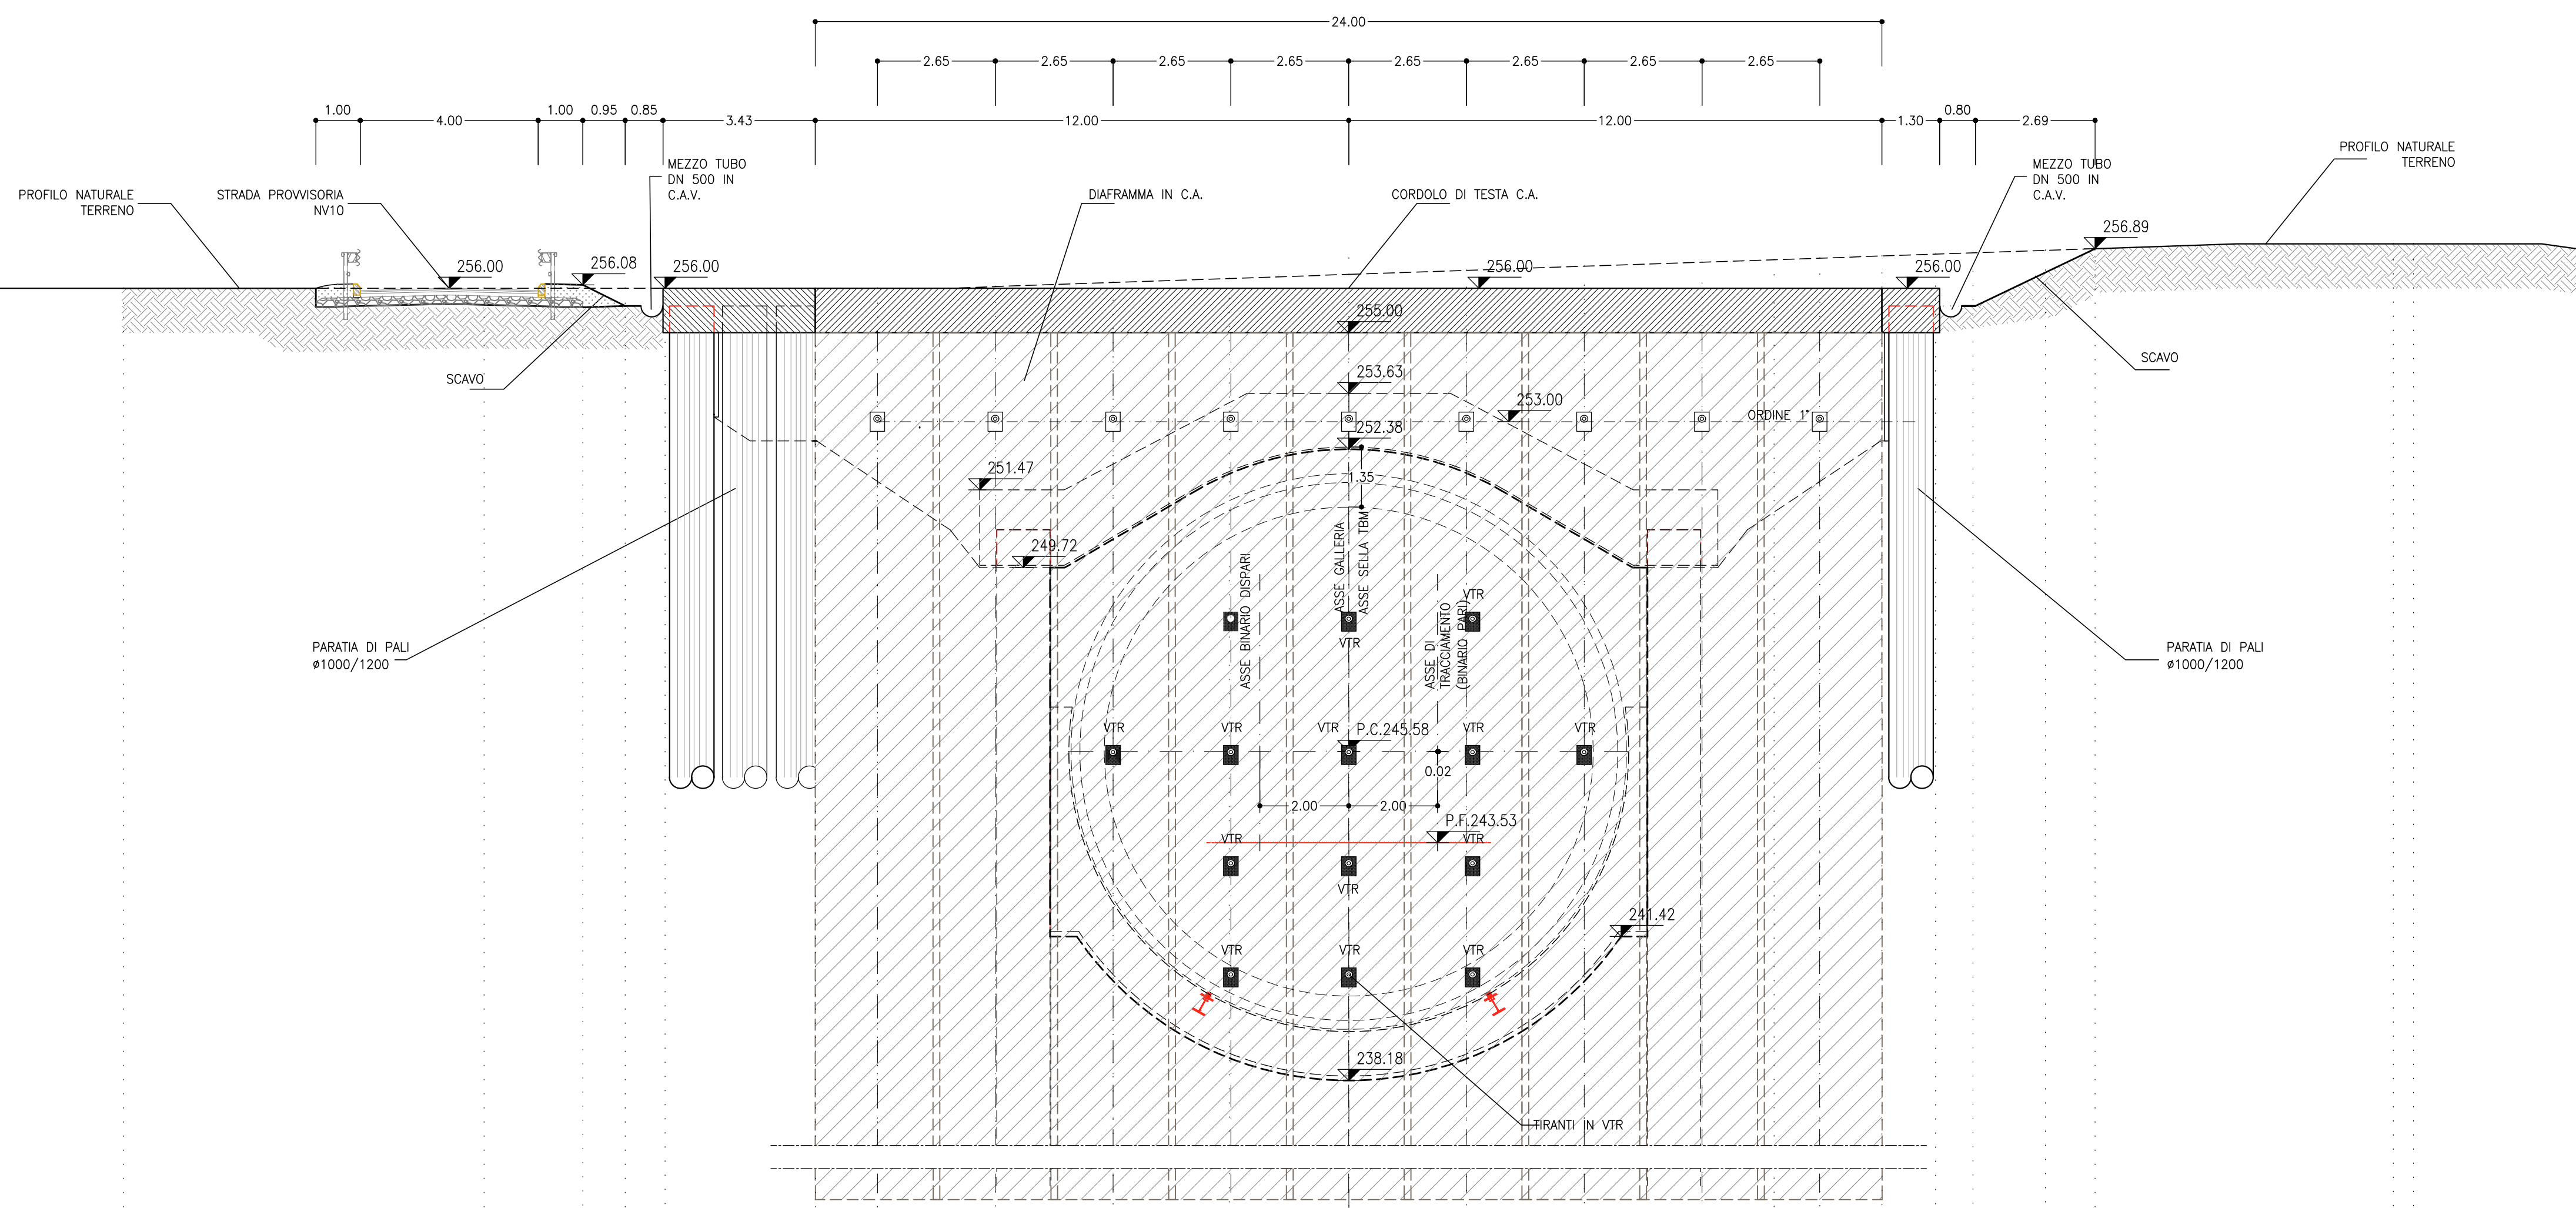 24.00
2.65
2.65
2.65
2.65
2.65
2.65
2.65
2.65
1.00
4.00
1.00
0.95
0.85
3.43
12.00
12.00
1.30
0.80
2.69
PROFILO NATURALE
TERRENO
STRADA PROVVISORIA
NV10
MEZZO TUBO
DN 500 IN
C.A.V.
DIAFRAMMA IN C.A.
CORDOLO DI TESTA C.A.
MEZZO TUBO
DN 500 IN
C.A.V.
PROFILO NATURALE
TERRENO
256.00
256.08
256.00
256.00
256.00
256.89
255.00
SCAVO
SCAVO
253.63
253.00
ORDINE 1°
252.38
251.47
1.35
249.72
ASSE BINARIO DISPARI
ASSE GALLERIA
ASSE SELLA TBM
ASSE DI
TRACCIAMENTO
(BINARIO PARI)
VTR
VTR
PARATIA DI PALI
ø1000/1200
PARATIA DI PALI
ø1000/1200
VTR
VTR
VTR
P.C.245.58
VTR
VTR
0.02
2.00
2.00
P.F.243.53
VTR
VTR
VTR
241.42
VTR
VTR
VTR
238.18
TIRANTI IN VTR